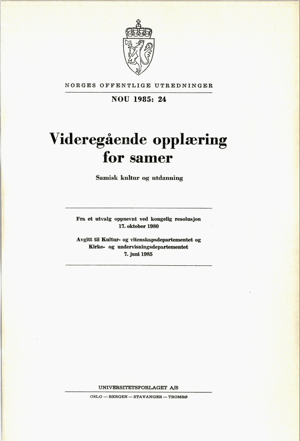 NORGES OFFENTLIGE UTREDNINGER
NOU 1985: 24
Videregående opplæring
for samer
Samisk kultur og utdanning
Fra et utvalg oppnevnt ved kongelig resolusjon
17. oktober 1980
Avgitt til Kultur- og vitenskapsdepartementet og
Kirke- og undervisningsdepartementet
7. juni 1985
UNIVERSITETSFORLAGET A/S
OSLO — BERGEN — STAVANGER — TROMSØ